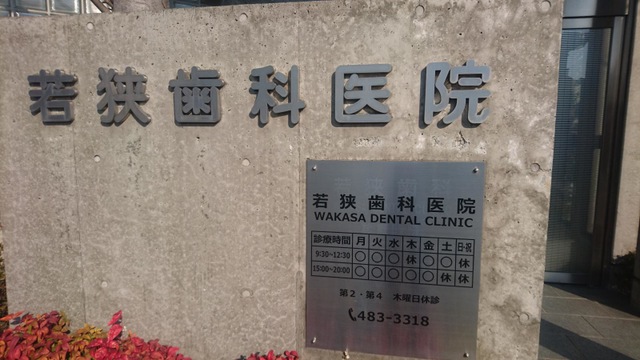 若狭歯科医院
若狭歯科医院
WAKASA DENTAL CLINIC
診療時間 月 火 水 木 金 土 日・祝
9:30~12:30 ○ ○ ○ 休 ○ ○ 休
15:00~20:00 ○ ○ ○ ○ ○ 休 休
第2・第4 木曜日休診
483-3318